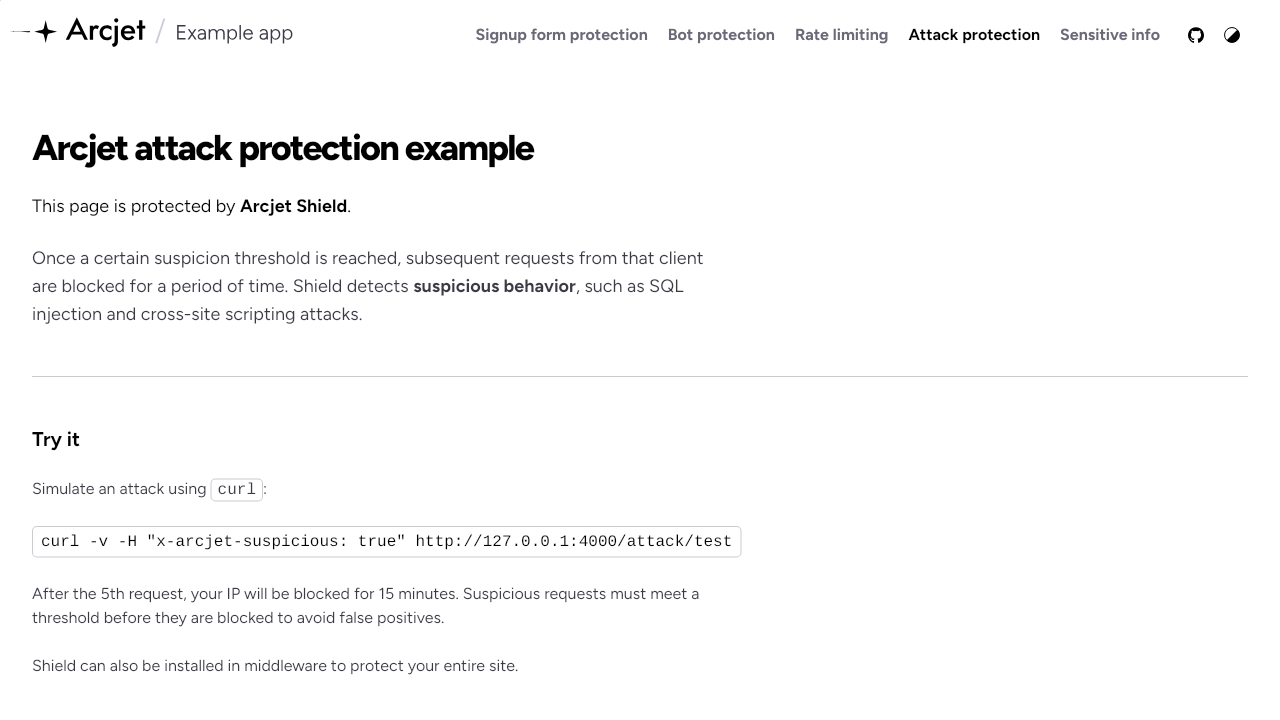 Arcjet / Example app
Signup form protection Bot protection Rate limiting Attack protection Sensitive info
Arcjet attack protection example
This page is protected by Arcjet Shield.
Once a certain suspicion threshold is reached, subsequent requests from that client
are blocked for a period of time. Shield detects suspicious behavior, such as SQL
injection and cross-site scripting attacks.
Try it
Simulate an attack using curl:
curl -v -H "x-arcjet-suspicious: true" http://127.0.0.1:4000/attack/test
After the 5th request, your IP will be blocked for 15 minutes. Suspicious requests must meet a
threshold before they are blocked to avoid false positives.
Shield can also be installed in middleware to protect your entire site.